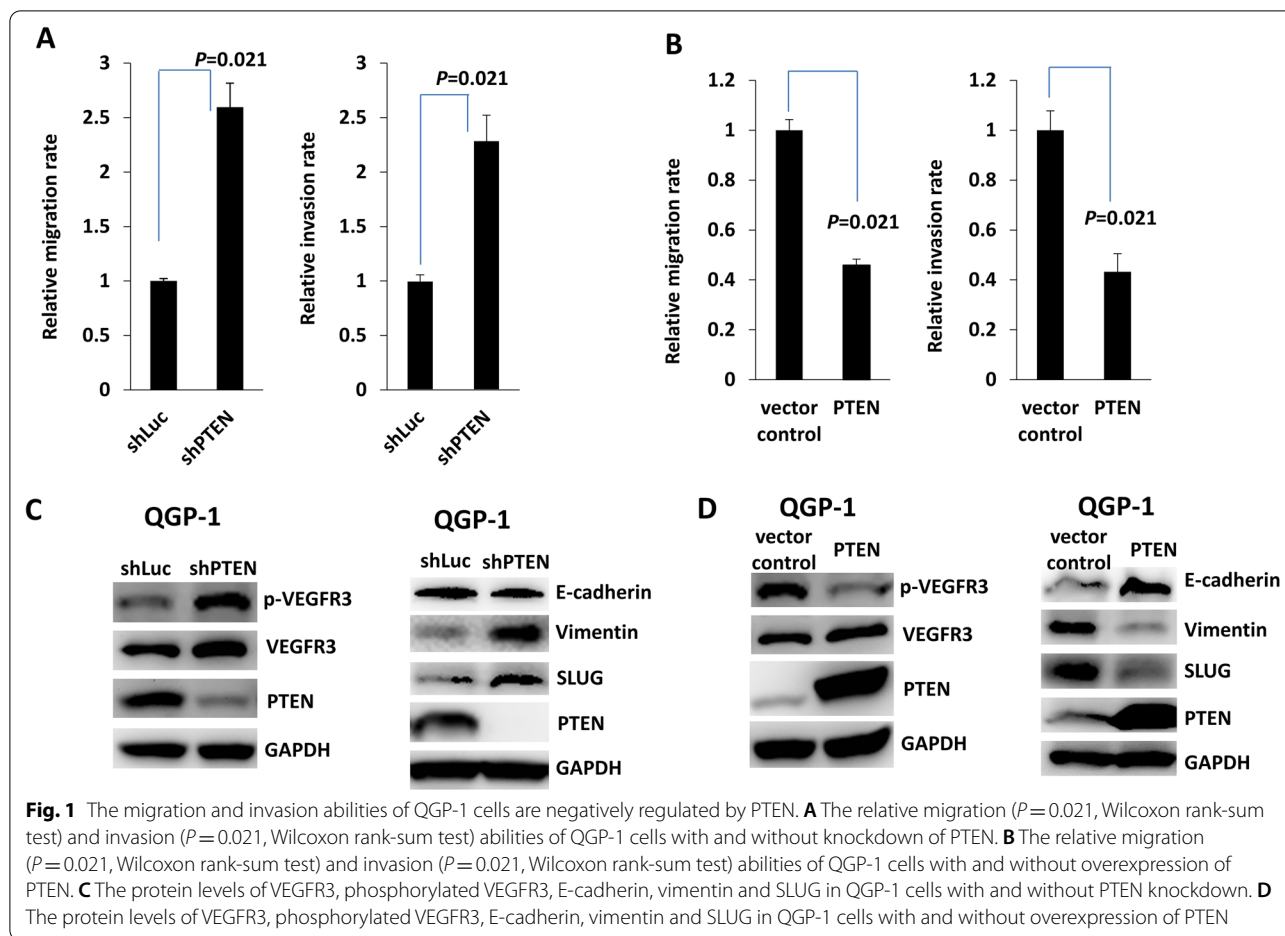 A
P=0.021
3
2.5
2
1.5
1
0.5
0
Relative migration rate
shLuc
shPTEN
P=0.021
3
2.5
2
1.5
1
0.5
0
Relative invasion rate
shLuc
shPTEN
B
1.2
1
0.8
0.6
0.4
0.2
0
Relative migration rate
P=0.021
vector
control
PTEN
1.2
1
0.8
0.6
0.4
0.2
0
Relative invasion rate
P=0.021
vector
control
PTEN
C
QGP-1
shLuc shPTEN
p-VEGFR3
VEGFR3
PTEN
GAPDH
QGP-1
shLuc shPTEN
E-cadherin
Vimentin
SLUG
PTEN
GAPDH
D
QGP-1
vector
control
PTEN
p-VEGFR3
VEGFR3
PTEN
GAPDH
QGP-1
vector
control
PTEN
E-cadherin
Vimentin
SLUG
PTEN
GAPDH
Fig. 1 The migration and invasion abilities of QGP-1 cells are negatively regulated by PTEN. A The relative migration (P = 0.021, Wilcoxon rank-sum
test) and invasion (P = 0.021, Wilcoxon rank-sum test) abilities of QGP-1 cells with and without knockdown of PTEN. B The relative migration
(P = 0.021, Wilcoxon rank-sum test) and invasion (P = 0.021, Wilcoxon rank-sum test) abilities of QGP-1 cells with and without overexpression of
PTEN. C The protein levels of VEGFR3, phosphorylated VEGFR3, E-cadherin, vimentin and SLUG in QGP-1 cells with and without PTEN knockdown. D
The protein levels of VEGFR3, phosphorylated VEGFR3, E-cadherin, vimentin and SLUG in QGP-1 cells with and without overexpression of PTEN